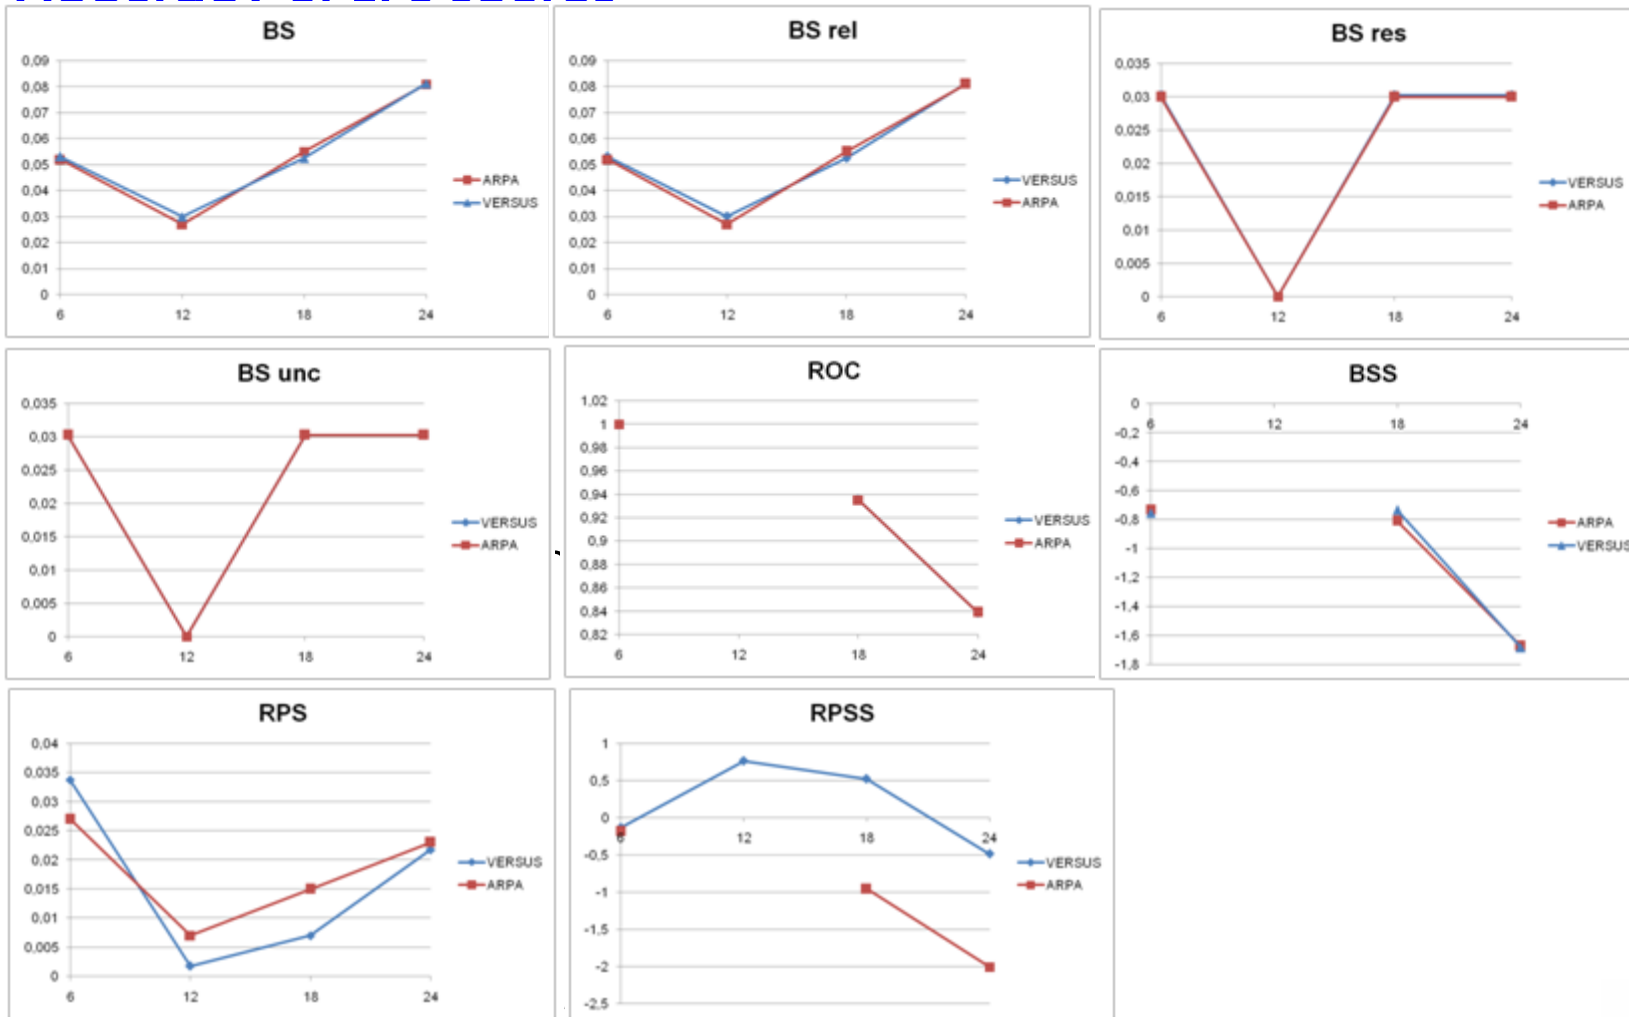 BS
0,09
0,08
0,07
0,06
0,05
0,04
0,03
0,02
0,01
0
6 12 18 24
ARPA
VERSUS
BS rel
0,09
0,08
0,07
0,06
0,05
0,04
0,03
0,02
0,01
0
6 12 18 24
VERSUS
ARPA
BS res
0,035
0,03
0,025
0,02
0,015
0,01
0,005
0
6 12 18 24
VERSUS
ARPA
BS unc
0,035
0,03
0,025
0,02
0,015
0,01
0,005
0
6 12 18 24
VERSUS
ARPA
ROC
1,02
1
0,98
0,96
0,94
0,92
0,9
0,88
0,86
0,84
0,82
6 12 18 24
VERSUS
ARPA
BSS
0
6 12 18 24
-0,2
-0,4
-0,6
-0,8
-1
-1,2
-1,4
-1,6
-1,8
ARPA
VERSUS
RPS
0,04
0,035
0,03
0,025
0,02
0,015
0,01
0,005
0
6 12 18 24
VERSUS
ARPA
RPSS
1
0,5
0
6 12 18 24
-0,5
-1
-1,5
-2
-2,5
VERSUS
ARPA